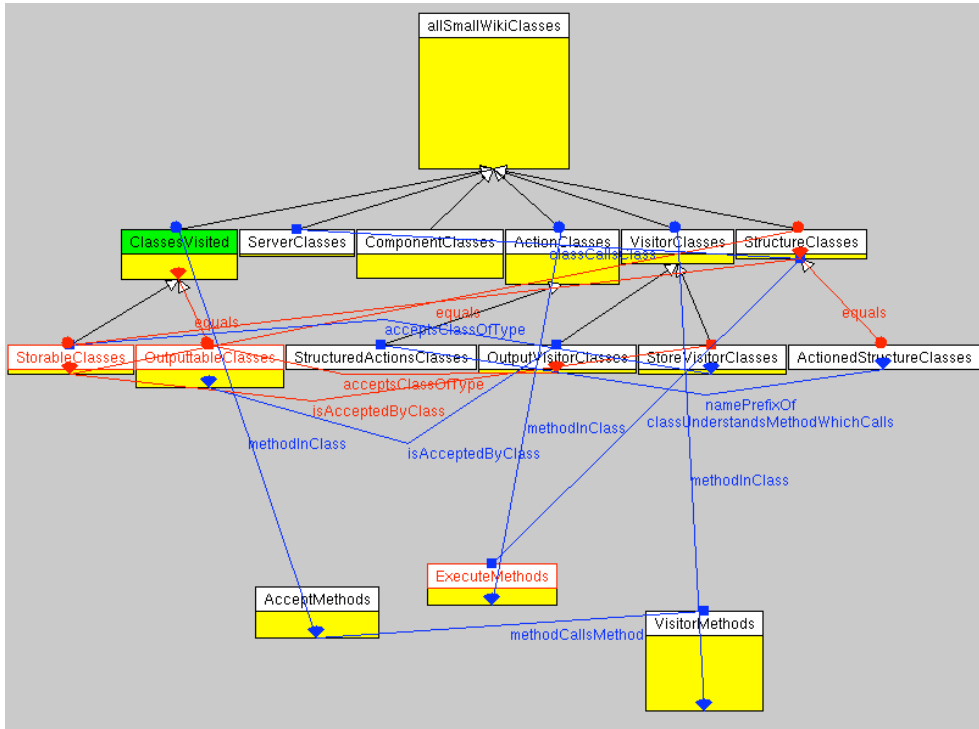 allSmallWikiClasses
ClassesVisited
ServerClasses
ComponentClasses
ActionClasses
VisitorClasses
StructureClasses
classCallsClass
equals
equals
equals
acceptsClassOfType
StorableClasses
OutputtableClasses
StructuredActionsClasses
OutputVisitorClasses
StoreVisitorClasses
ActionedStructureClasses
acceptsClassOfType
isAcceptedByClass
namePrefixOf
classUnderstandsMethodWhichCalls
methodInClass
methodInClass
isAcceptedByClass
methodInClass
ExecuteMethods
AcceptMethods
VisitorMethods
methodCallsMethod